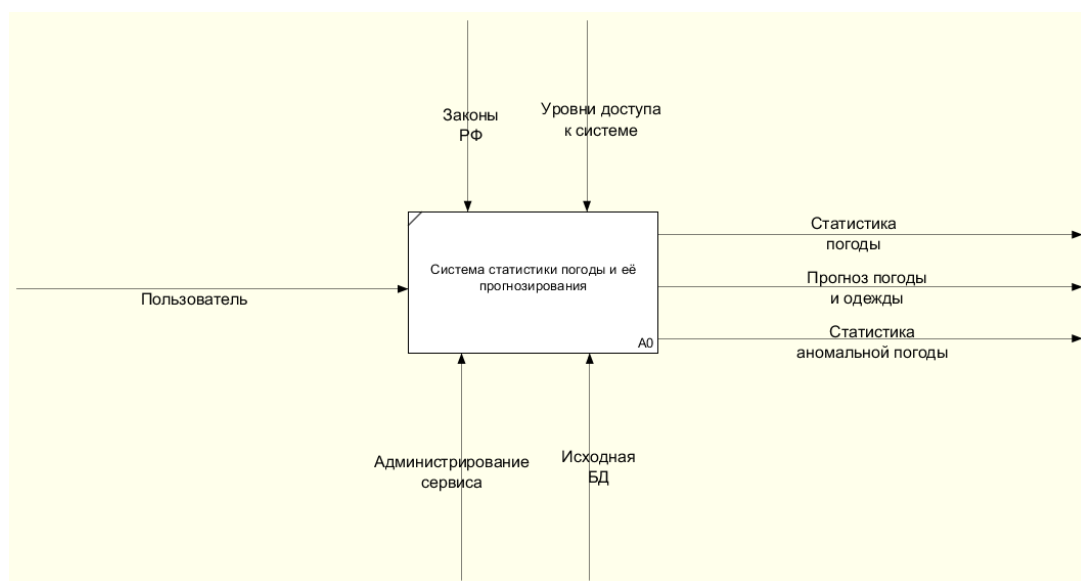 Законы
РФ
Уровни доступа
к системе
Статистика
погоды
Система статистики погоды и её
прогнозирования
Прогноз погоды
и одежды
Пользователь
Статистика
аномальной погоды
A0
Администрирование
сервиса
Исходная
БД